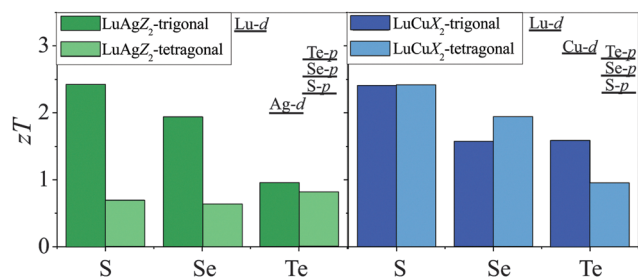 LuAgZ2-trigonal
LuAgZ2-tetragonal
Lu-d
Te-p
Se-p
S-p
Ag-d
LuCuX2-trigonal
LuCuX2-tetragonal
Lu-d
Cu-d
Te-p
Se-p
S-p
zT
3
2
1
0
S
Se
Te
S
Se
Te